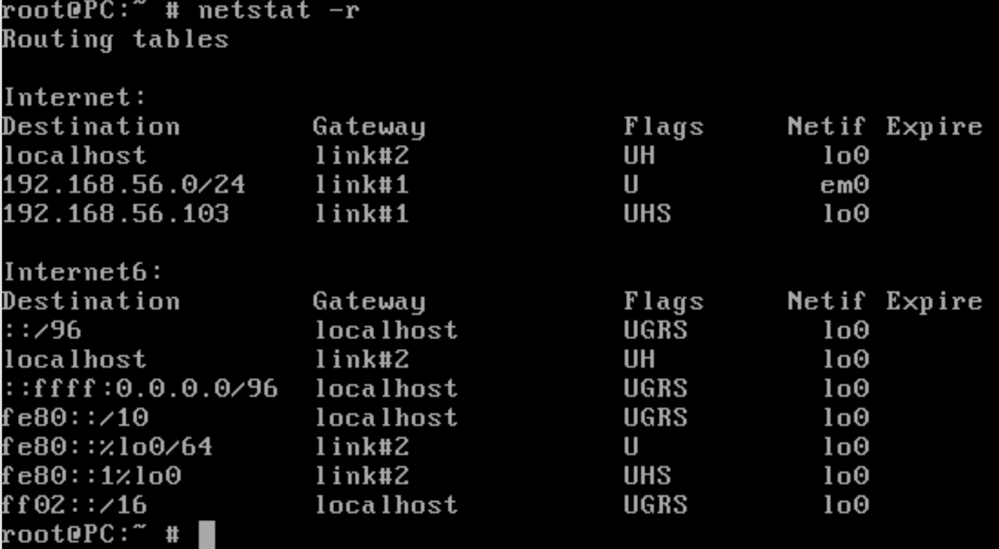 root@PC:~ # netstat -r
Routing tables

Internet:
Destination        Gateway            Flags     Netif Expire
localhost          link#2             UH          lo0
192.168.56.0/24    link#1             U           em0
192.168.56.103     link#1             UHS         lo0

Internet6:
Destination        Gateway            Flags     Netif Expire
::/96              localhost          UGRS        lo0
localhost          link#2             UH          lo0
::ffff:0.0.0.0/96  localhost          UGRS        lo0
fe80::/10          localhost          UGRS        lo0
fe80::%lo0/64      link#2             U           lo0
fe80::1%lo0        link#2             UHS         lo0
ff02::/16          localhost          UGRS        lo0
root@PC:~ #